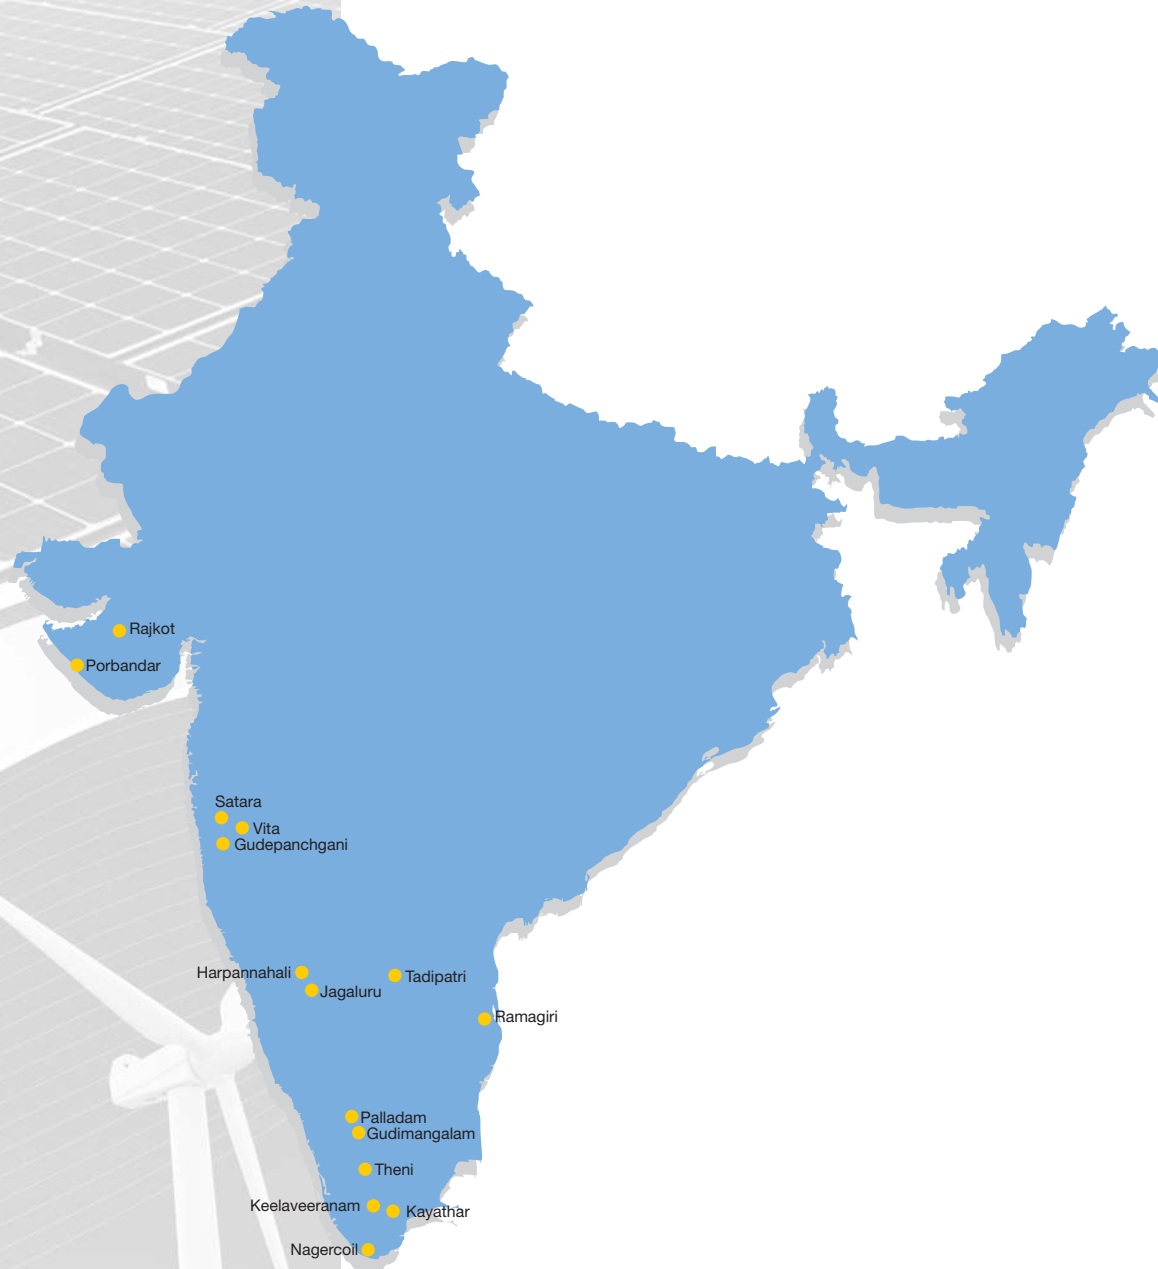 Rajkot
Porbandar
Satara
Vita
Gudepanchgani
Harpannahali
Tadipatri
Jagaluru
Ramagiri
Palladam
Gudimangalam
Theni
Keelaveeranam
Kayathar
Nagercoil